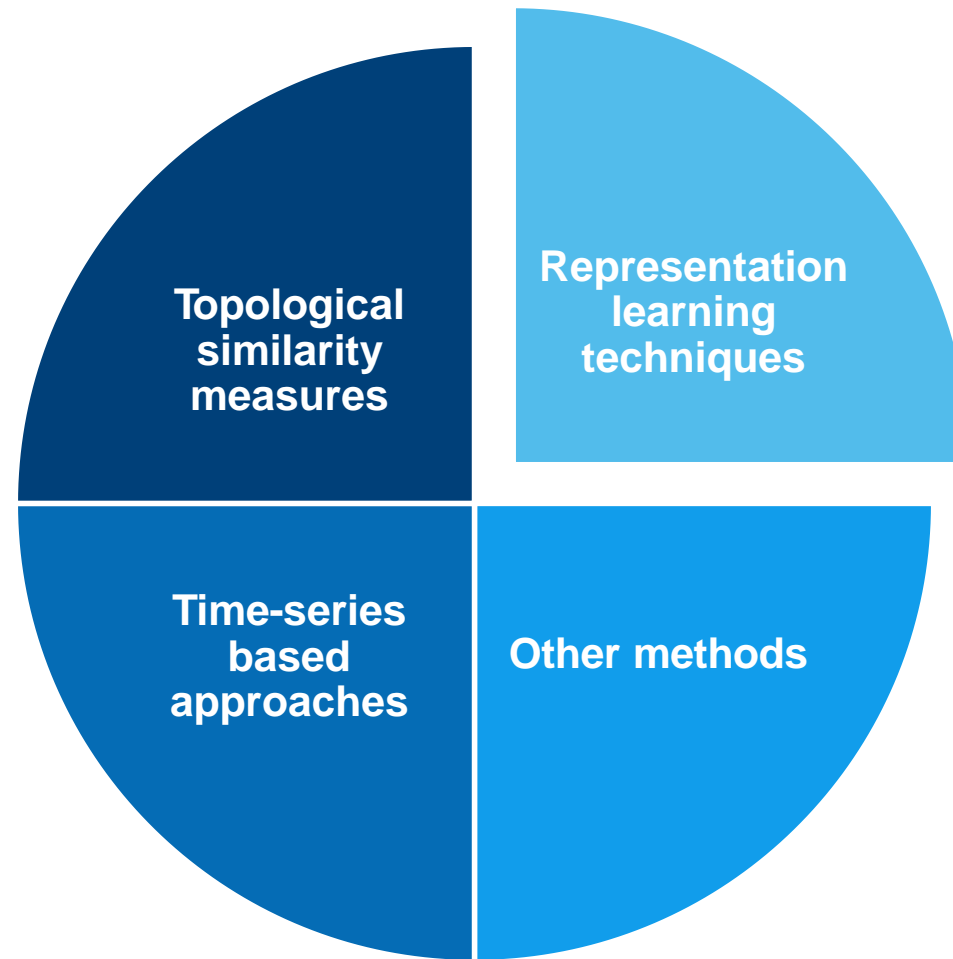 Topological
similarity
measures
Representation
learning
techniques
Time-series
based
approaches
Other methods